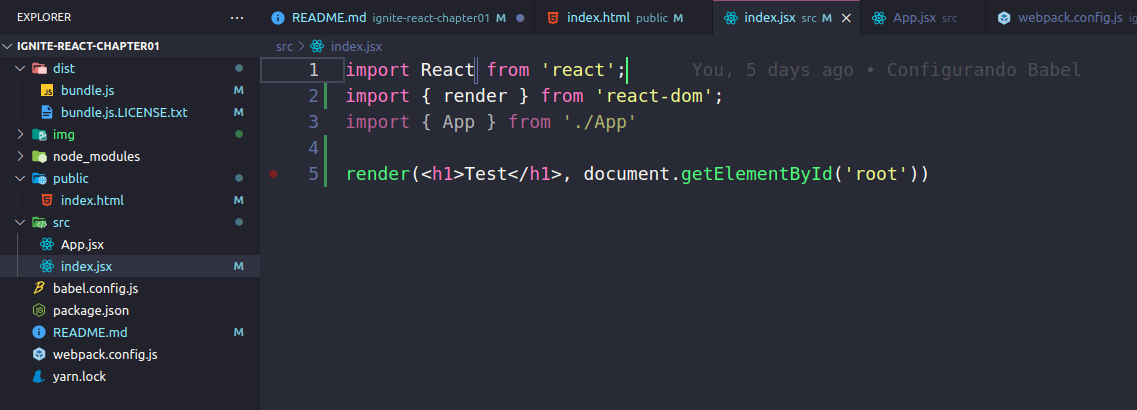 EXPLORER ...
IGNITE-REACT-CHAPTER01
dist
JS bundle.js M
bundle.js.LICENSE.txt M
img
node_modules
public
index.html M
src
App.jsx
index.jsx M
babel.config.js
package.json
README.md M
webpack.config.js
yarn.lock
README.md ignite-react-chapter01 M
index.html public M
index.jsx src M
App.jsx src
webpack.config.js ig
src > index.jsx
1 import React from 'react'; You, 5 days ago • Configurando Babel
2 import { render } from 'react-dom';
3 import { App } from './App'
4
5 render(<h1>Test</h1>, document.getElementById('root'))